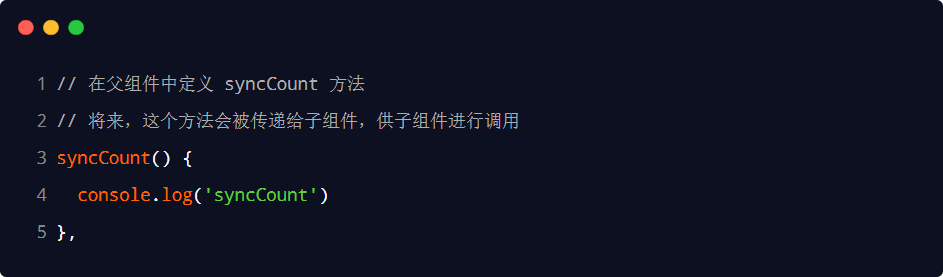 1 // 在父组件中定义 syncCount 方法
2 // 将来，这个方法会被传递给子组件，供子组件进行调用
3 syncCount() {
4   console.log('syncCount')
5 },